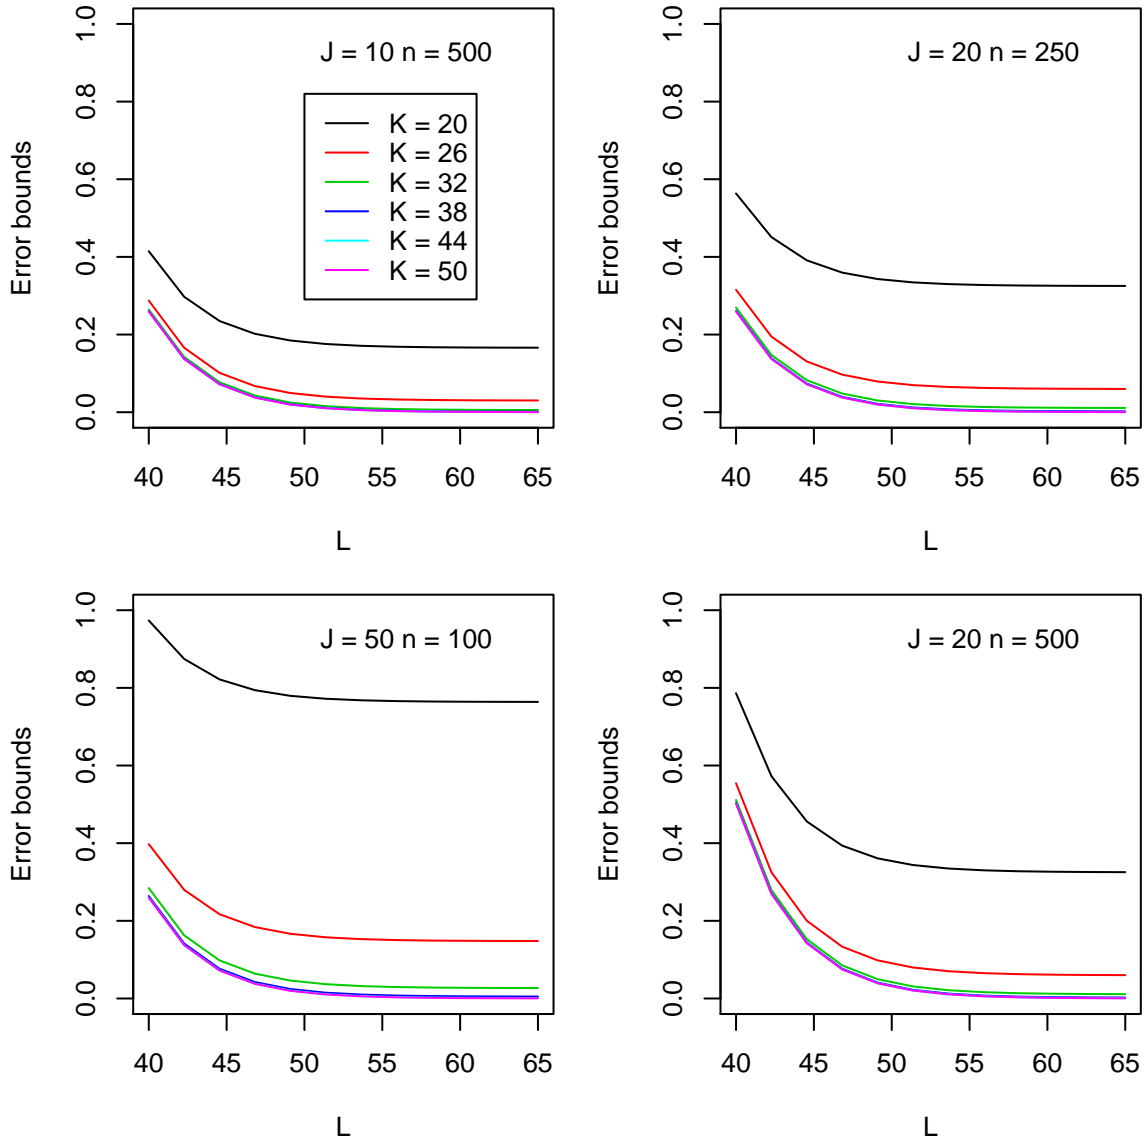 J = 10 n = 500
K = 20
K = 26
K = 32
K = 38
K = 44
K = 50
Error bounds
0.0 0.2 0.4 0.6 0.8 1.0
40 45 50 55 60 65
L
J = 20 n = 250
Error bounds
0.0 0.2 0.4 0.6 0.8 1.0
40 45 50 55 60 65
L
J = 50 n = 100
Error bounds
0.0 0.2 0.4 0.6 0.8 1.0
40 45 50 55 60 65
L
J = 20 n = 500
Error bounds
0.0 0.2 0.4 0.6 0.8 1.0
40 45 50 55 60 65
L